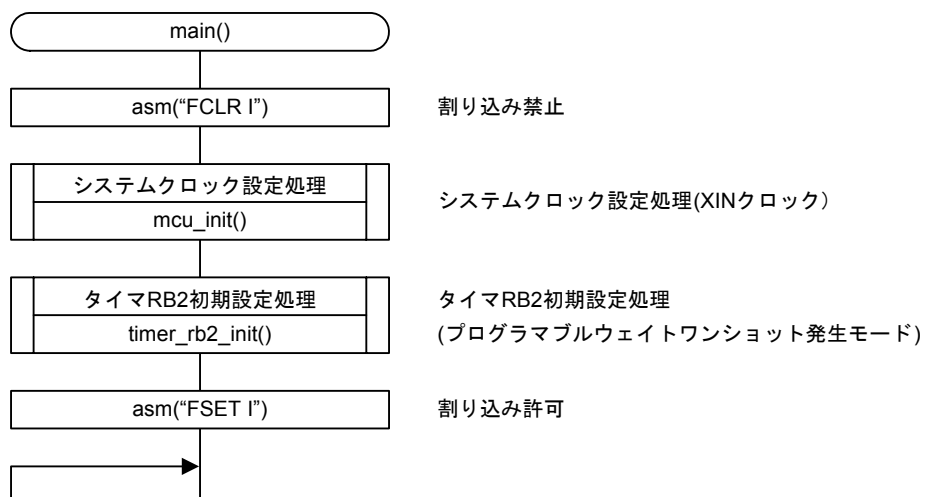 main()
asm(“FCLR I”) 割り込み禁止
システムクロック設定処理
mcu_init()
システムクロック設定処理(XINクロック）
タイマRB2初期設定処理
timer_rb2_init()
タイマRB2初期設定処理
(プログラマブルウェイトワンショット発生モード)
asm(“FSET I”) 割り込み許可